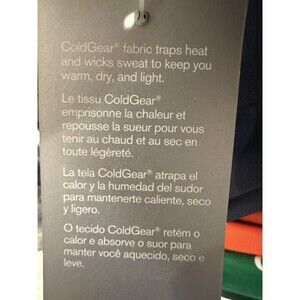 ColdGear® fabric traps heat
and wicks sweat to keep you
warm, dry, and light.
Le tissu ColdGear®
emprisonne la chaleur et
repousse la sueur pour vous
tenir au chaud et au sec en
toute légèreté.
La tela ColdGear® atrapa el
calor y la humedad del sudor
para mantenerte caliente, seco
y ligero.
O tecido ColdGear® retém o
calor e absorve o suor para
manter você aquecido, seco e
leve.